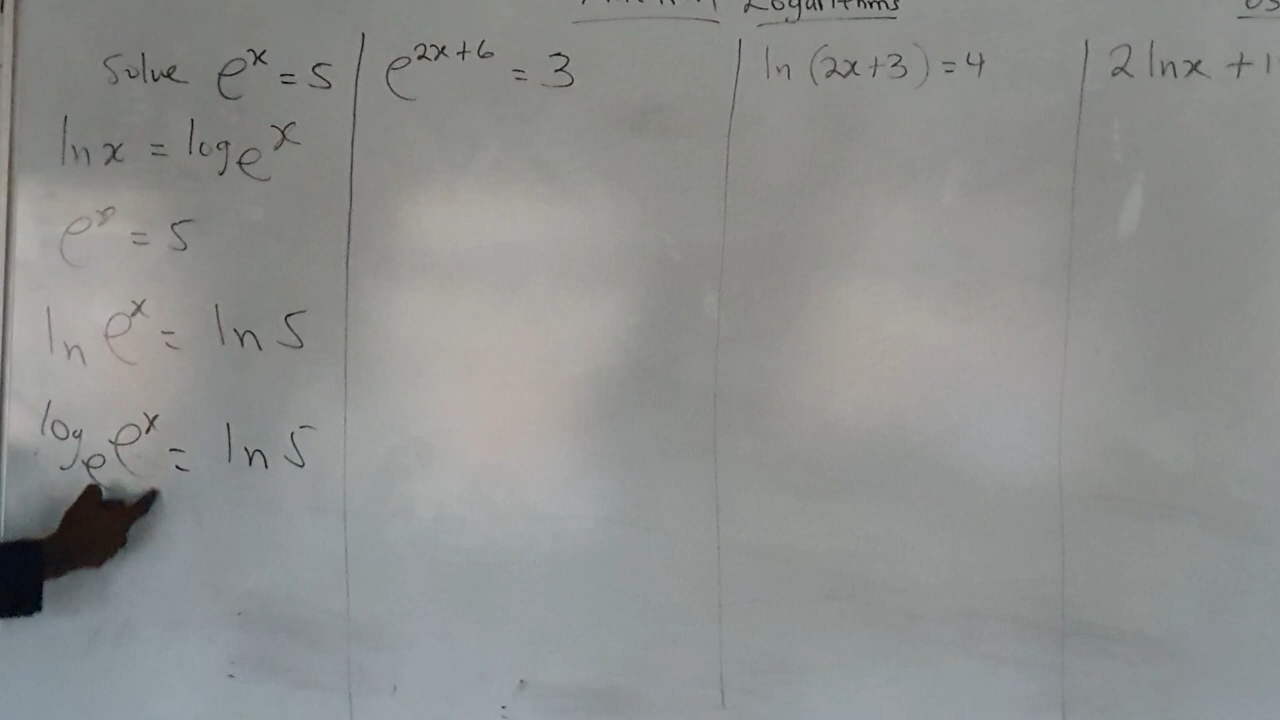 Logarithms
Solve e^x = 5
ln x = log_e x
e^x = 5
ln e^x = ln 5
log_e e^x = ln 5
e^{2x+6} = 3
ln (2x+3) = 4
2 ln x + 1